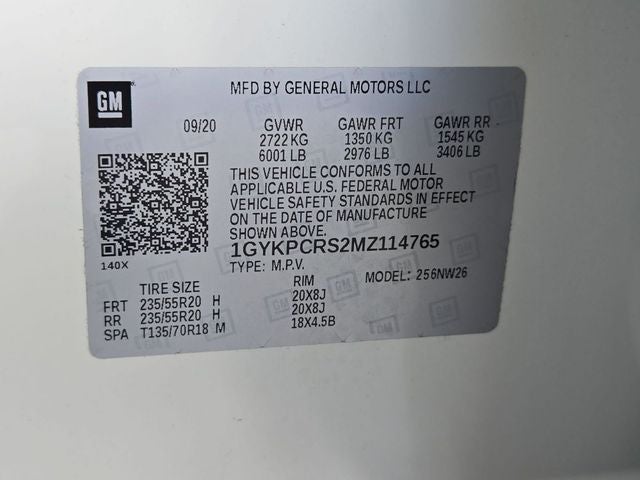 GM
MFD BY GENERAL MOTORS LLC
09/20 GVWR GAWR FRT GAWR RR
2722 KG 1350 KG 1545 KG
6001 LB 2976 LB 3406 LB
THIS VEHICLE CONFORMS TO ALL
APPLICABLE U.S. FEDERAL MOTOR
VEHICLE SAFETY STANDARDS IN EFFECT
ON THE DATE OF MANUFACTURE
SHOWN ABOVE.
1GYKPCRS2MZ114765
140X
TYPE: M.P.V. MODEL: 256NW26
TIRE SIZE RIM
FRT 235/55R20 H 20X8J
RR 235/55R20 H 20X8J
SPA T135/70R18 M 18X4.5B